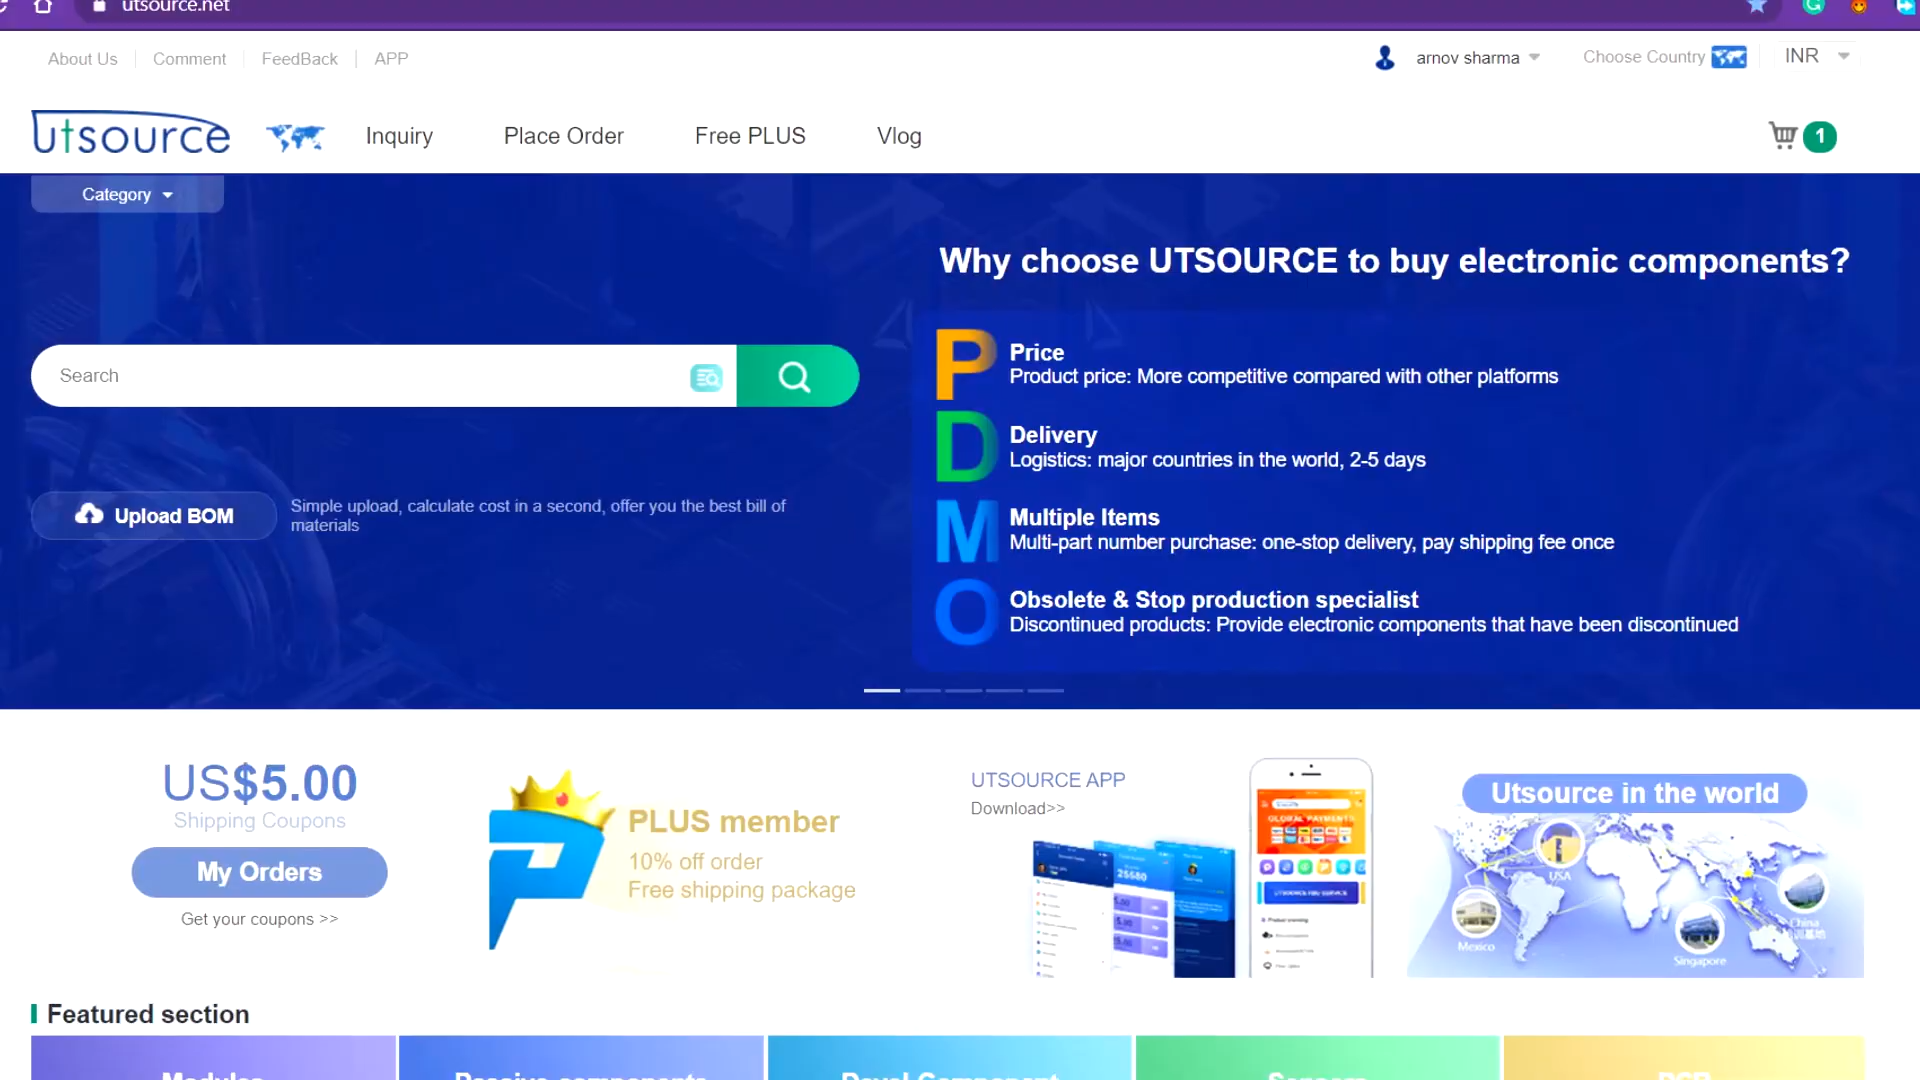 utsource.net
About Us
Comment
FeedBack
APP
arnov sharma
Choose Country
INR
utsource
Inquiry
Place Order
Free PLUS
Vlog
1
Category
Why choose UTSOURCE to buy electronic components?
Search
P
Price
Product price: More competitive compared with other platforms
D
Delivery
Logistics: major countries in the world, 2-5 days
Upload BOM
Simple upload, calculate cost in a second, offer you the best bill of
materials
M
Multiple Items
Multi-part number purchase: one-stop delivery, pay shipping fee once
O
Obsolete & Stop production specialist
Discontinued products: Provide electronic components that have been discontinued
US$5.00
Shipping Coupons
My Orders
Get your coupons >>
PLUS member
10% off order
Free shipping package
UTSOURCE APP
Download>>
GLOBAL PAYMENTS
25580
Utsource in the world
USA
Mexico
Singapore
China
Featured section
Modules
Passive components
Sensors
PCB